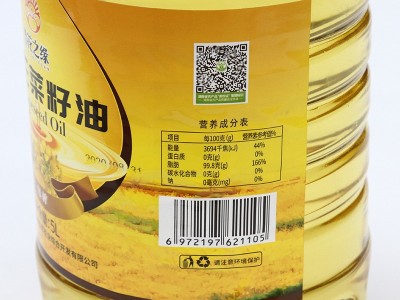 之缘
菜籽油
ed Oil
营养成分表
项目 每100克(g) 营养素参考值%
能量 3694千焦(kJ) 44%
蛋白质 0克(g) 0%
脂肪 99.8克(g) 166%
碳水化合物 0克(g) 0%
钠 0毫克(mg) 0%
5L
开发有限公司
6 972197 621105
请注意环境保护